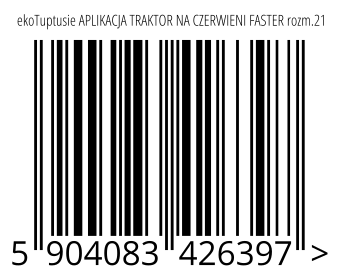 ekoTuptusie APLIKACJA TRAKTOR NA CZERWIENI FASTER rozm.21
5 904083 426397 >